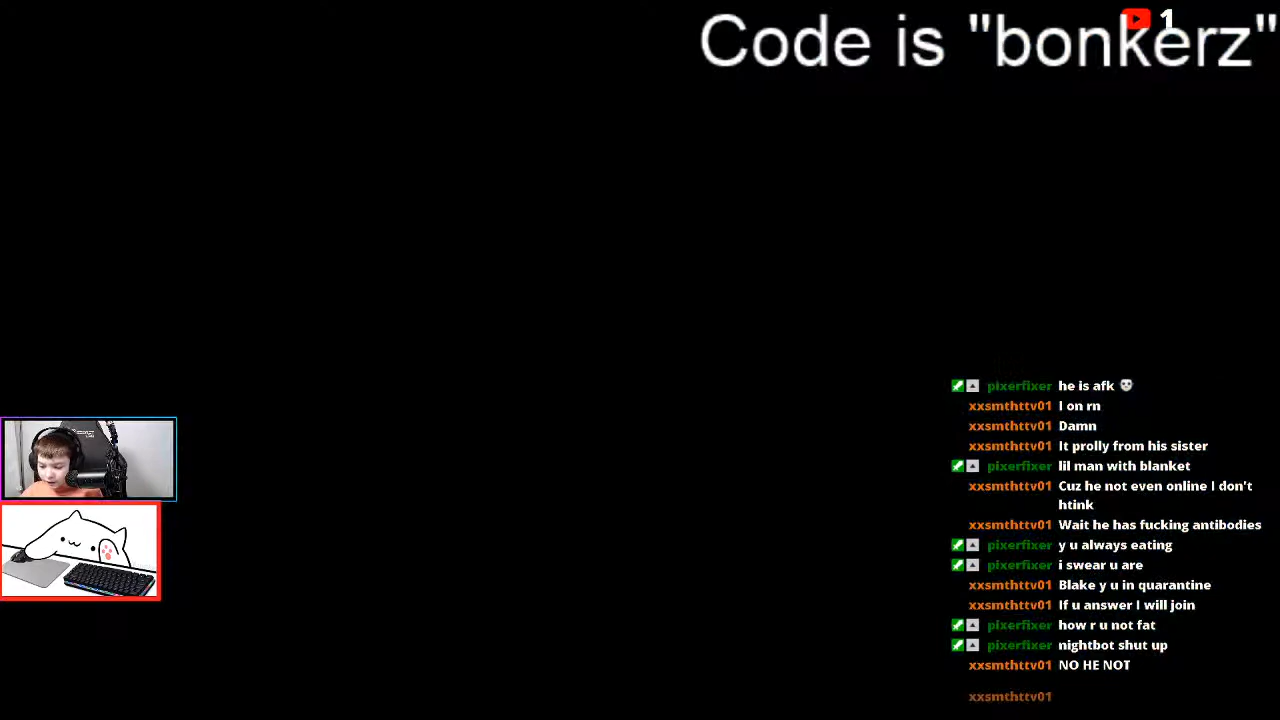 1
Code is "bonkerz"
pixerfixer he is afk
xxsmthttv01 I on rn
xxsmthttv01 Damn
xxsmthttv01 It prolly from his sister
pixerfixer lil man with blanket
xxsmthttv01 Cuz he not even online I don't
htink
xxsmthttv01 Wait he has fucking antibodies
pixerfixer y u always eating
pixerfixer i swear u are
xxsmthttv01 Blake y u in quarantine
xxsmthttv01 If u answer I will join
pixerfixer how r u not fat
pixerfixer nightbot shut up
xxsmthttv01 NO HE NOT
xxsmthttv01